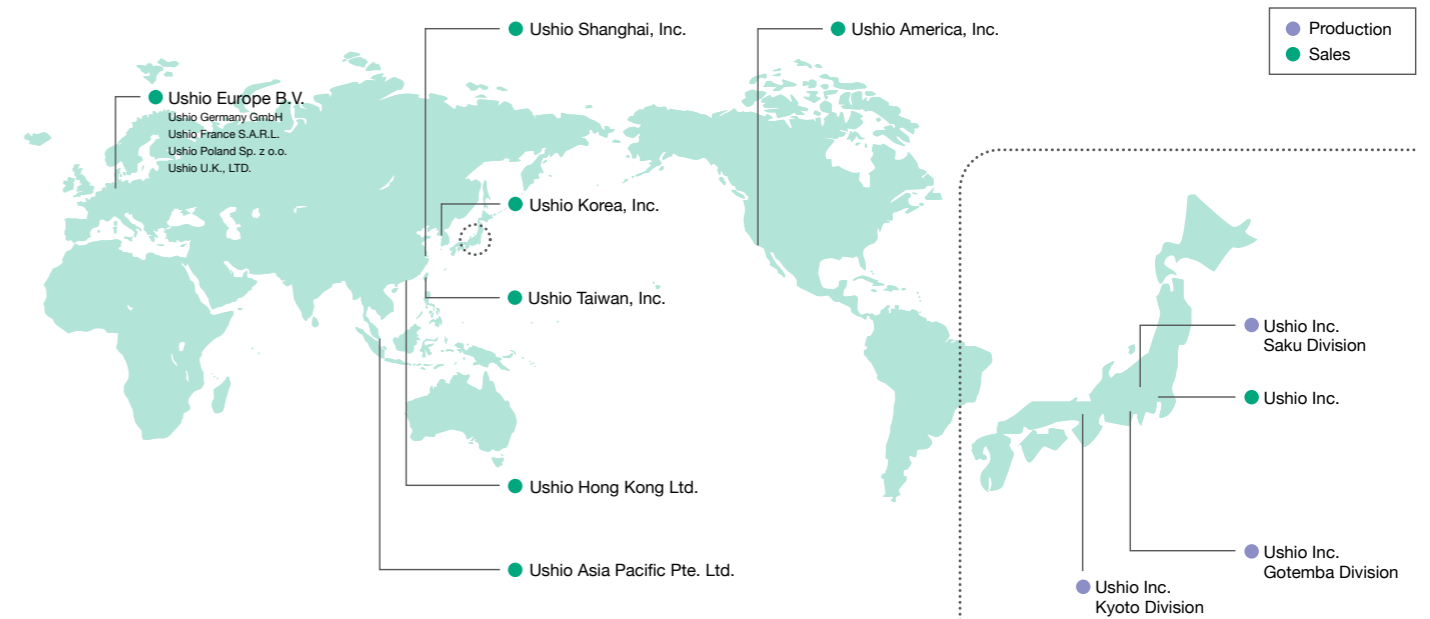 Ushio Shanghai, Inc.
Ushio America, Inc.
Production
Sales
Ushio Europe B.V.
Ushio Germany GmbH
Ushio France S.A.R.L.
Ushio Poland Sp. z o.o.
Ushio U.K., LTD.
Ushio Korea, Inc.
Ushio Taiwan, Inc.
Ushio Inc.
Saku Division
Ushio Inc.
Ushio Hong Kong Ltd.
Ushio Asia Pacific Pte. Ltd.
Ushio Inc.
Gotemba Division
Ushio Inc.
Kyoto Division